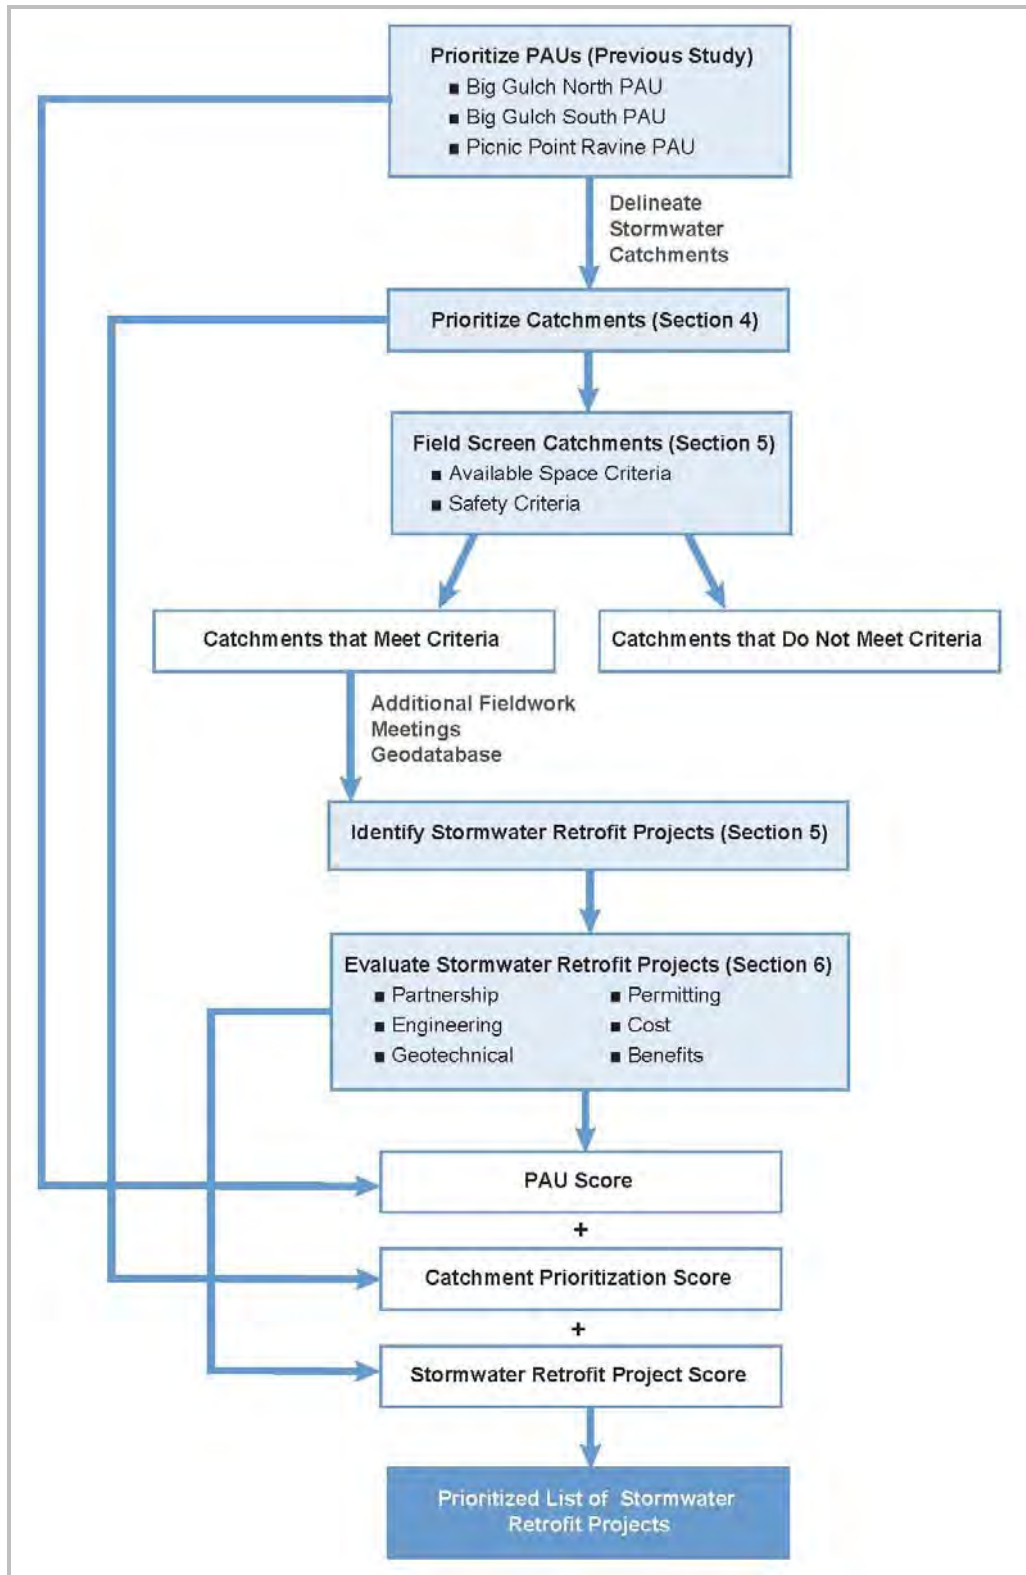 Prioritize PAUs (Previous Study)
■ Big Gulch North PAU
■ Big Gulch South PAU
■ Picnic Point Ravine PAU
Delineate
Stormwater
Catchments
Prioritize Catchments (Section 4)
Field Screen Catchments (Section 5)
■ Available Space Criteria
■ Safety Criteria
Catchments that Meet Criteria
Catchments that Do Not Meet Criteria
Additional Fieldwork
Meetings
Geodatabase
Identify Stormwater Retrofit Projects (Section 5)
Evaluate Stormwater Retrofit Projects (Section 6)
■ Partnership
■ Engineering
■ Geotechnical
■ Permitting
■ Cost
■ Benefits
PAU Score
+
Catchment Prioritization Score
+
Stormwater Retrofit Project Score
Prioritized List of Stormwater
Retrofit Projects